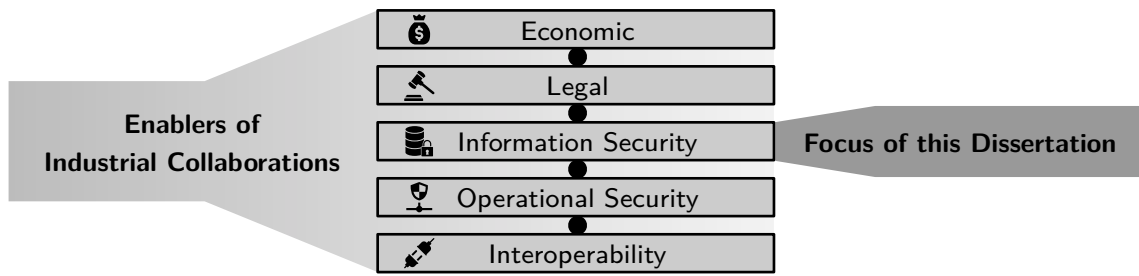 Enablers of
Industrial Collaborations
Economic
Legal
Information Security
Operational Security
Interoperability
Focus of this Dissertation